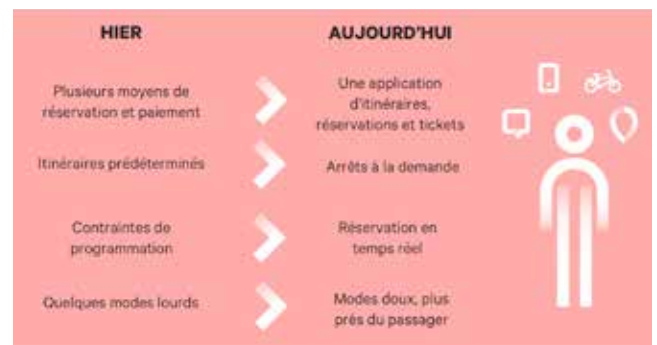 HIER
AUJOURD'HUI
Plusieurs moyens de
réservation et paiement
Une application
d'itinéraires,
réservations et tickets
Itinéraires prédéterminés
Arrêts à la demande
Contraintes de
programmation
Réservation en
temps réel
Quelques modes lourds
Modes doux, plus
près du passager